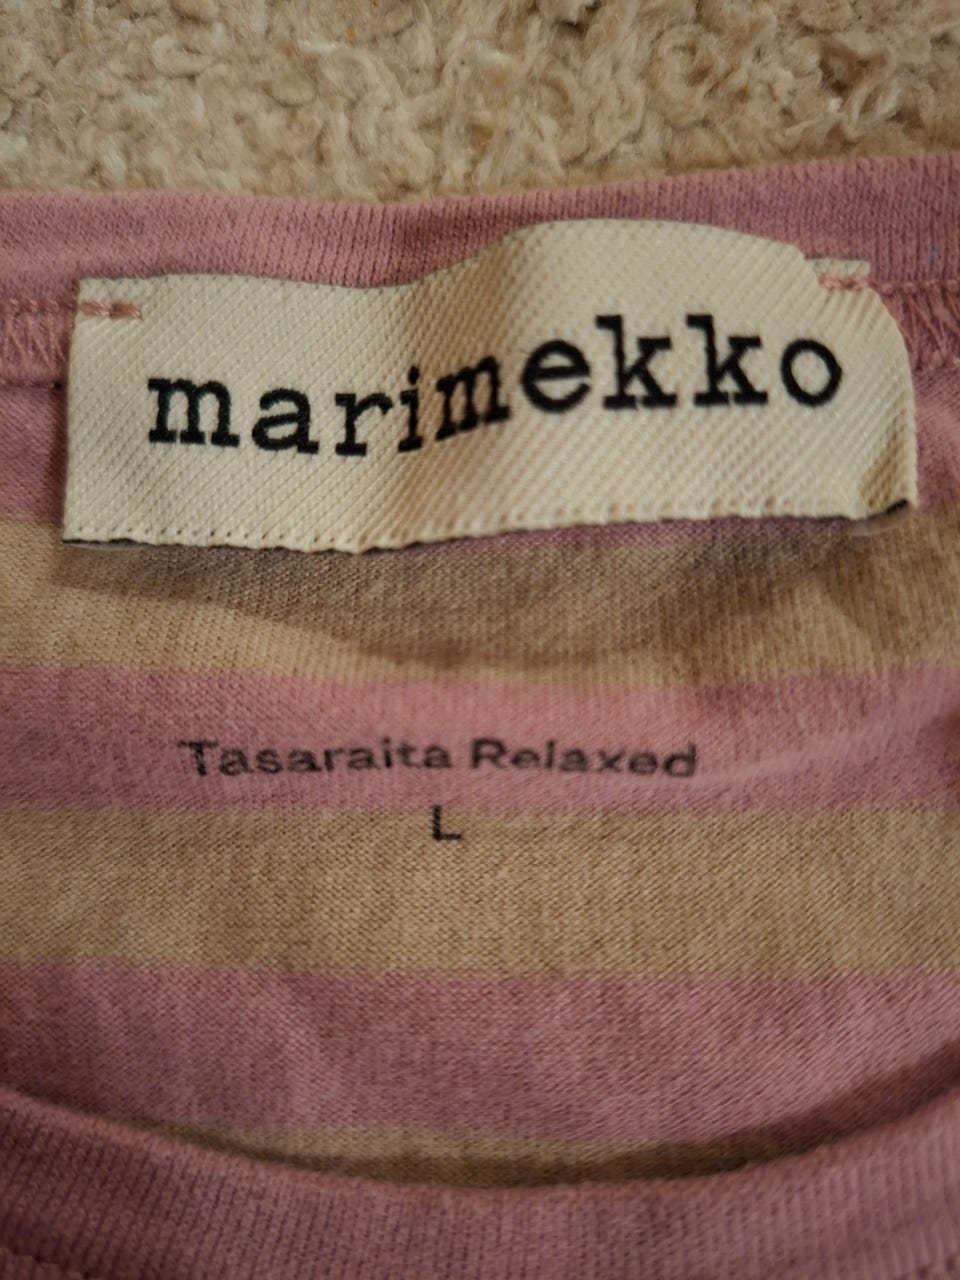 marimekko
Tasaraita Relaxed
L